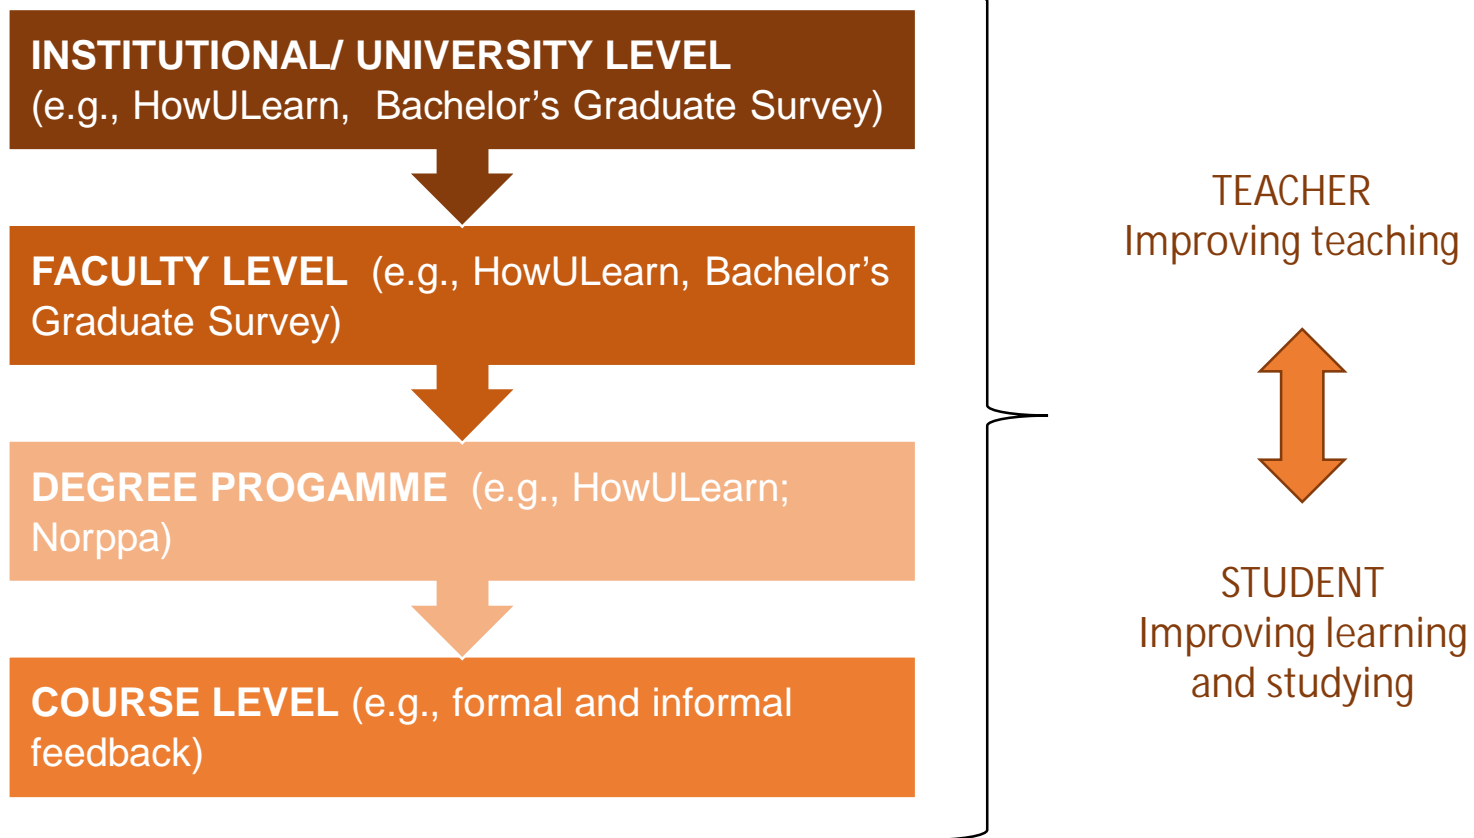 INSTITUTIONAL/ UNIVERSITY LEVEL
(e.g., HowULearn,  Bachelor’s Graduate Survey)
FACULTY LEVEL  (e.g., HowULearn, Bachelor’s
Graduate Survey)
DEGREE PROGAMME  (e.g., HowULearn;
Norppa)
COURSE LEVEL (e.g., formal and informal
feedback)
TEACHER
Improving teaching
STUDENT
Improving learning
and studying